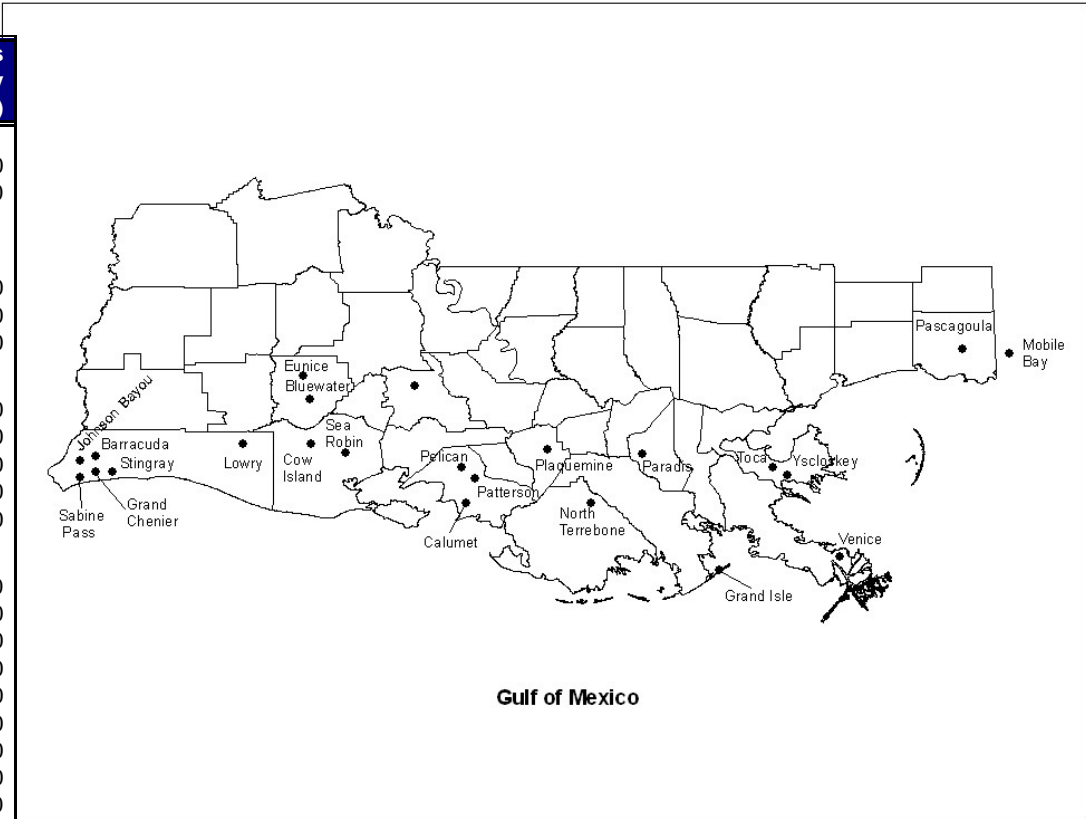 s
y
)
Pascagoula
Mobile
Bay
Eunice
Bluewater
Johnson Bayou
Sea
Robin
Barracuda
Stingray
Lowry
Cow
Island
Pelican
Patterson
Plaquemine
Paradis
Toca
Yscloskey
Grand
Chenier
Sabine
Pass
Calumet
North
Terrebone
Venice
Grand Isle
Gulf of Mexico